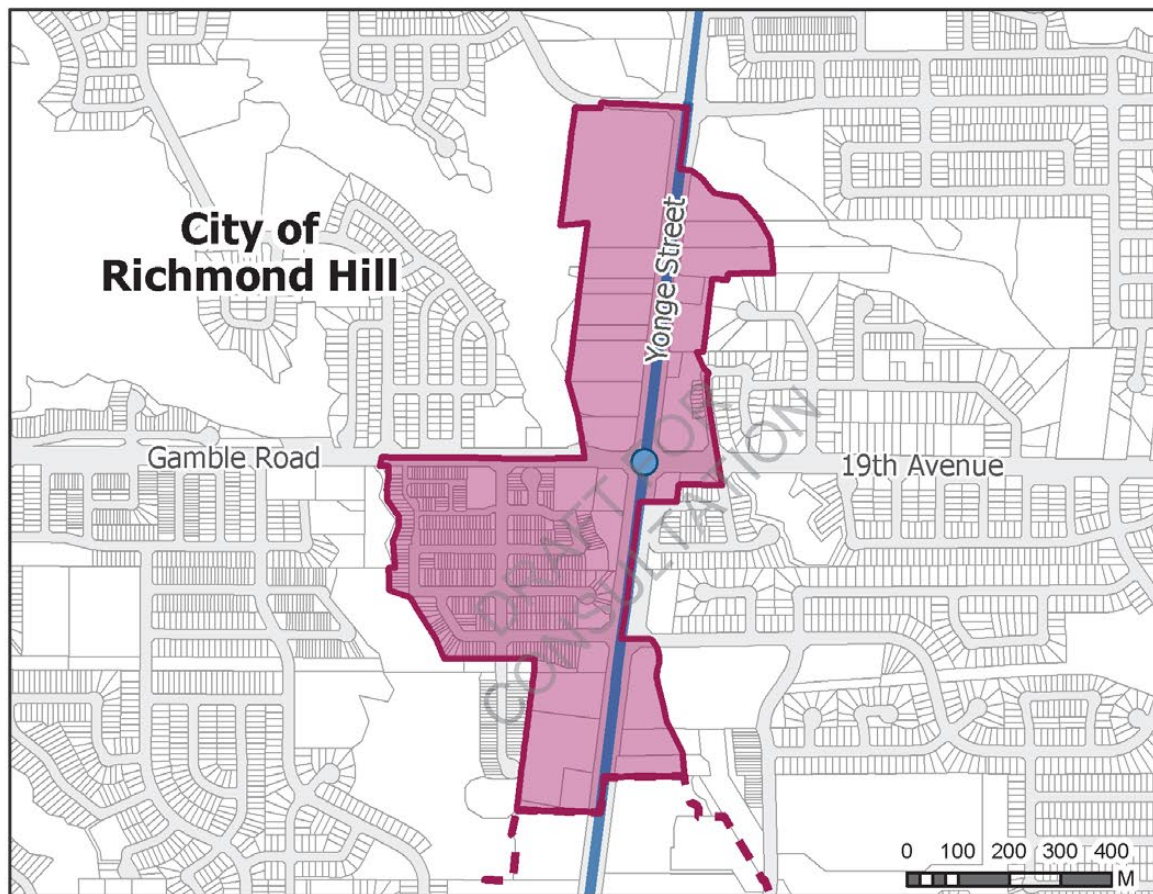 City of
Richmond Hill
Yonge Street
Gamble Road
19th Avenue
DRAFT FOR
CONSULTATION
0 100 200 300 400
M